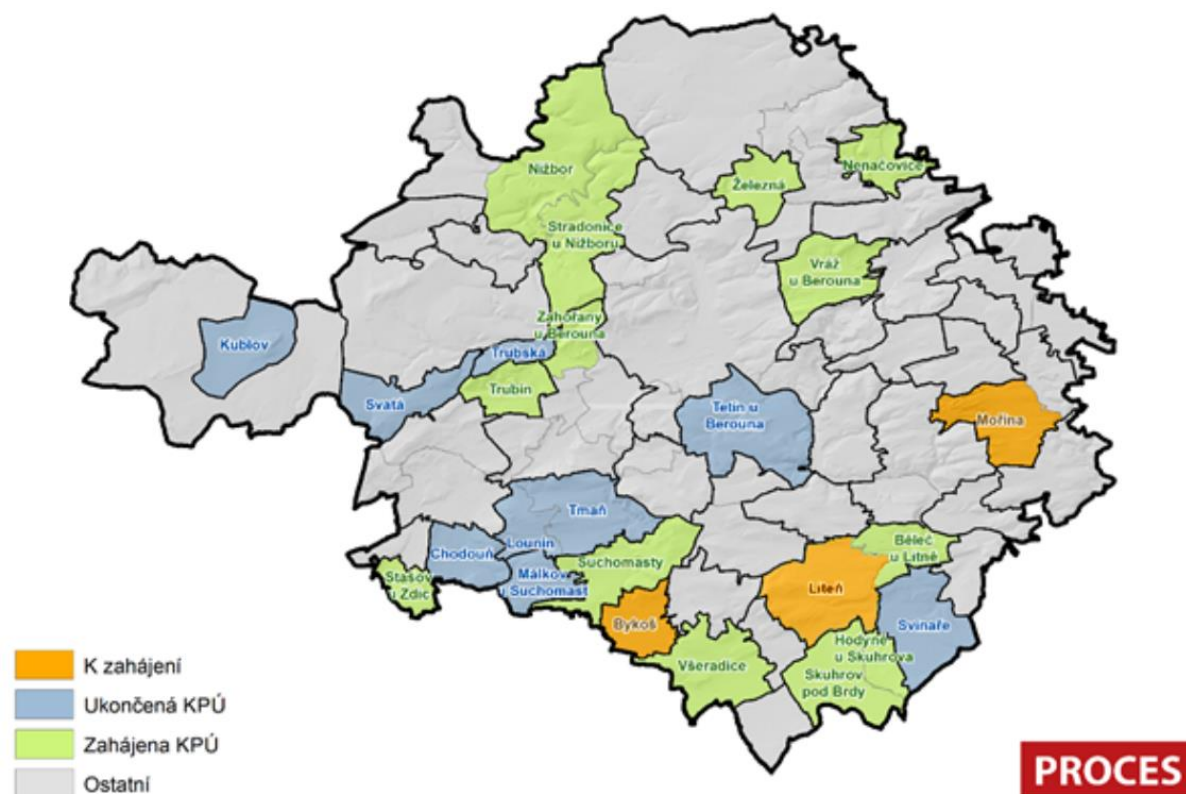 Nižbor
Železná
Nenačovice
Stradonice
u Nižboru
Vráž
u Berouna
Zahořany
u Berouna
Kublov
Trubská
Svatá
Trubín
Tetín u
Berouna
Mořina
Tmaň
Lounín
Chodouň
Suchomasty
Běleč
u Litně
Stašov
u Zdic
Málkov
u Suchomast
Liteň
Bykoš
Svinaře
Všeradice
Hodyně
u Skuhrova
Skuhrov
pod Brdy
K zahájení
Ukončená KPÚ
Zahájena KPÚ
Ostatní
PROCES